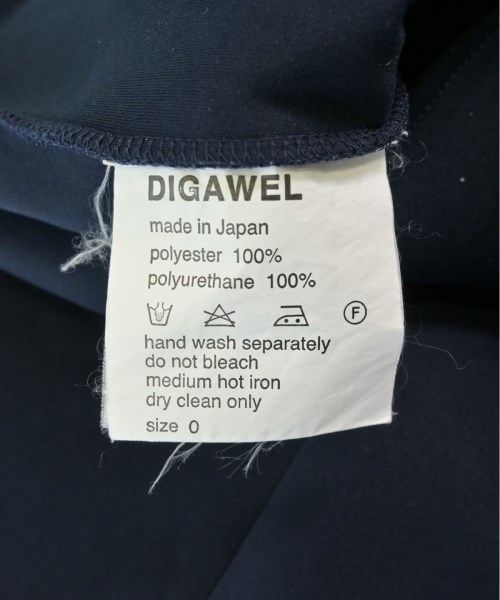 DIGAWEL
made in Japan
polyester 100%
polyurethane 100%
F
hand wash separately
do not bleach
medium hot iron
dry clean only
size 0